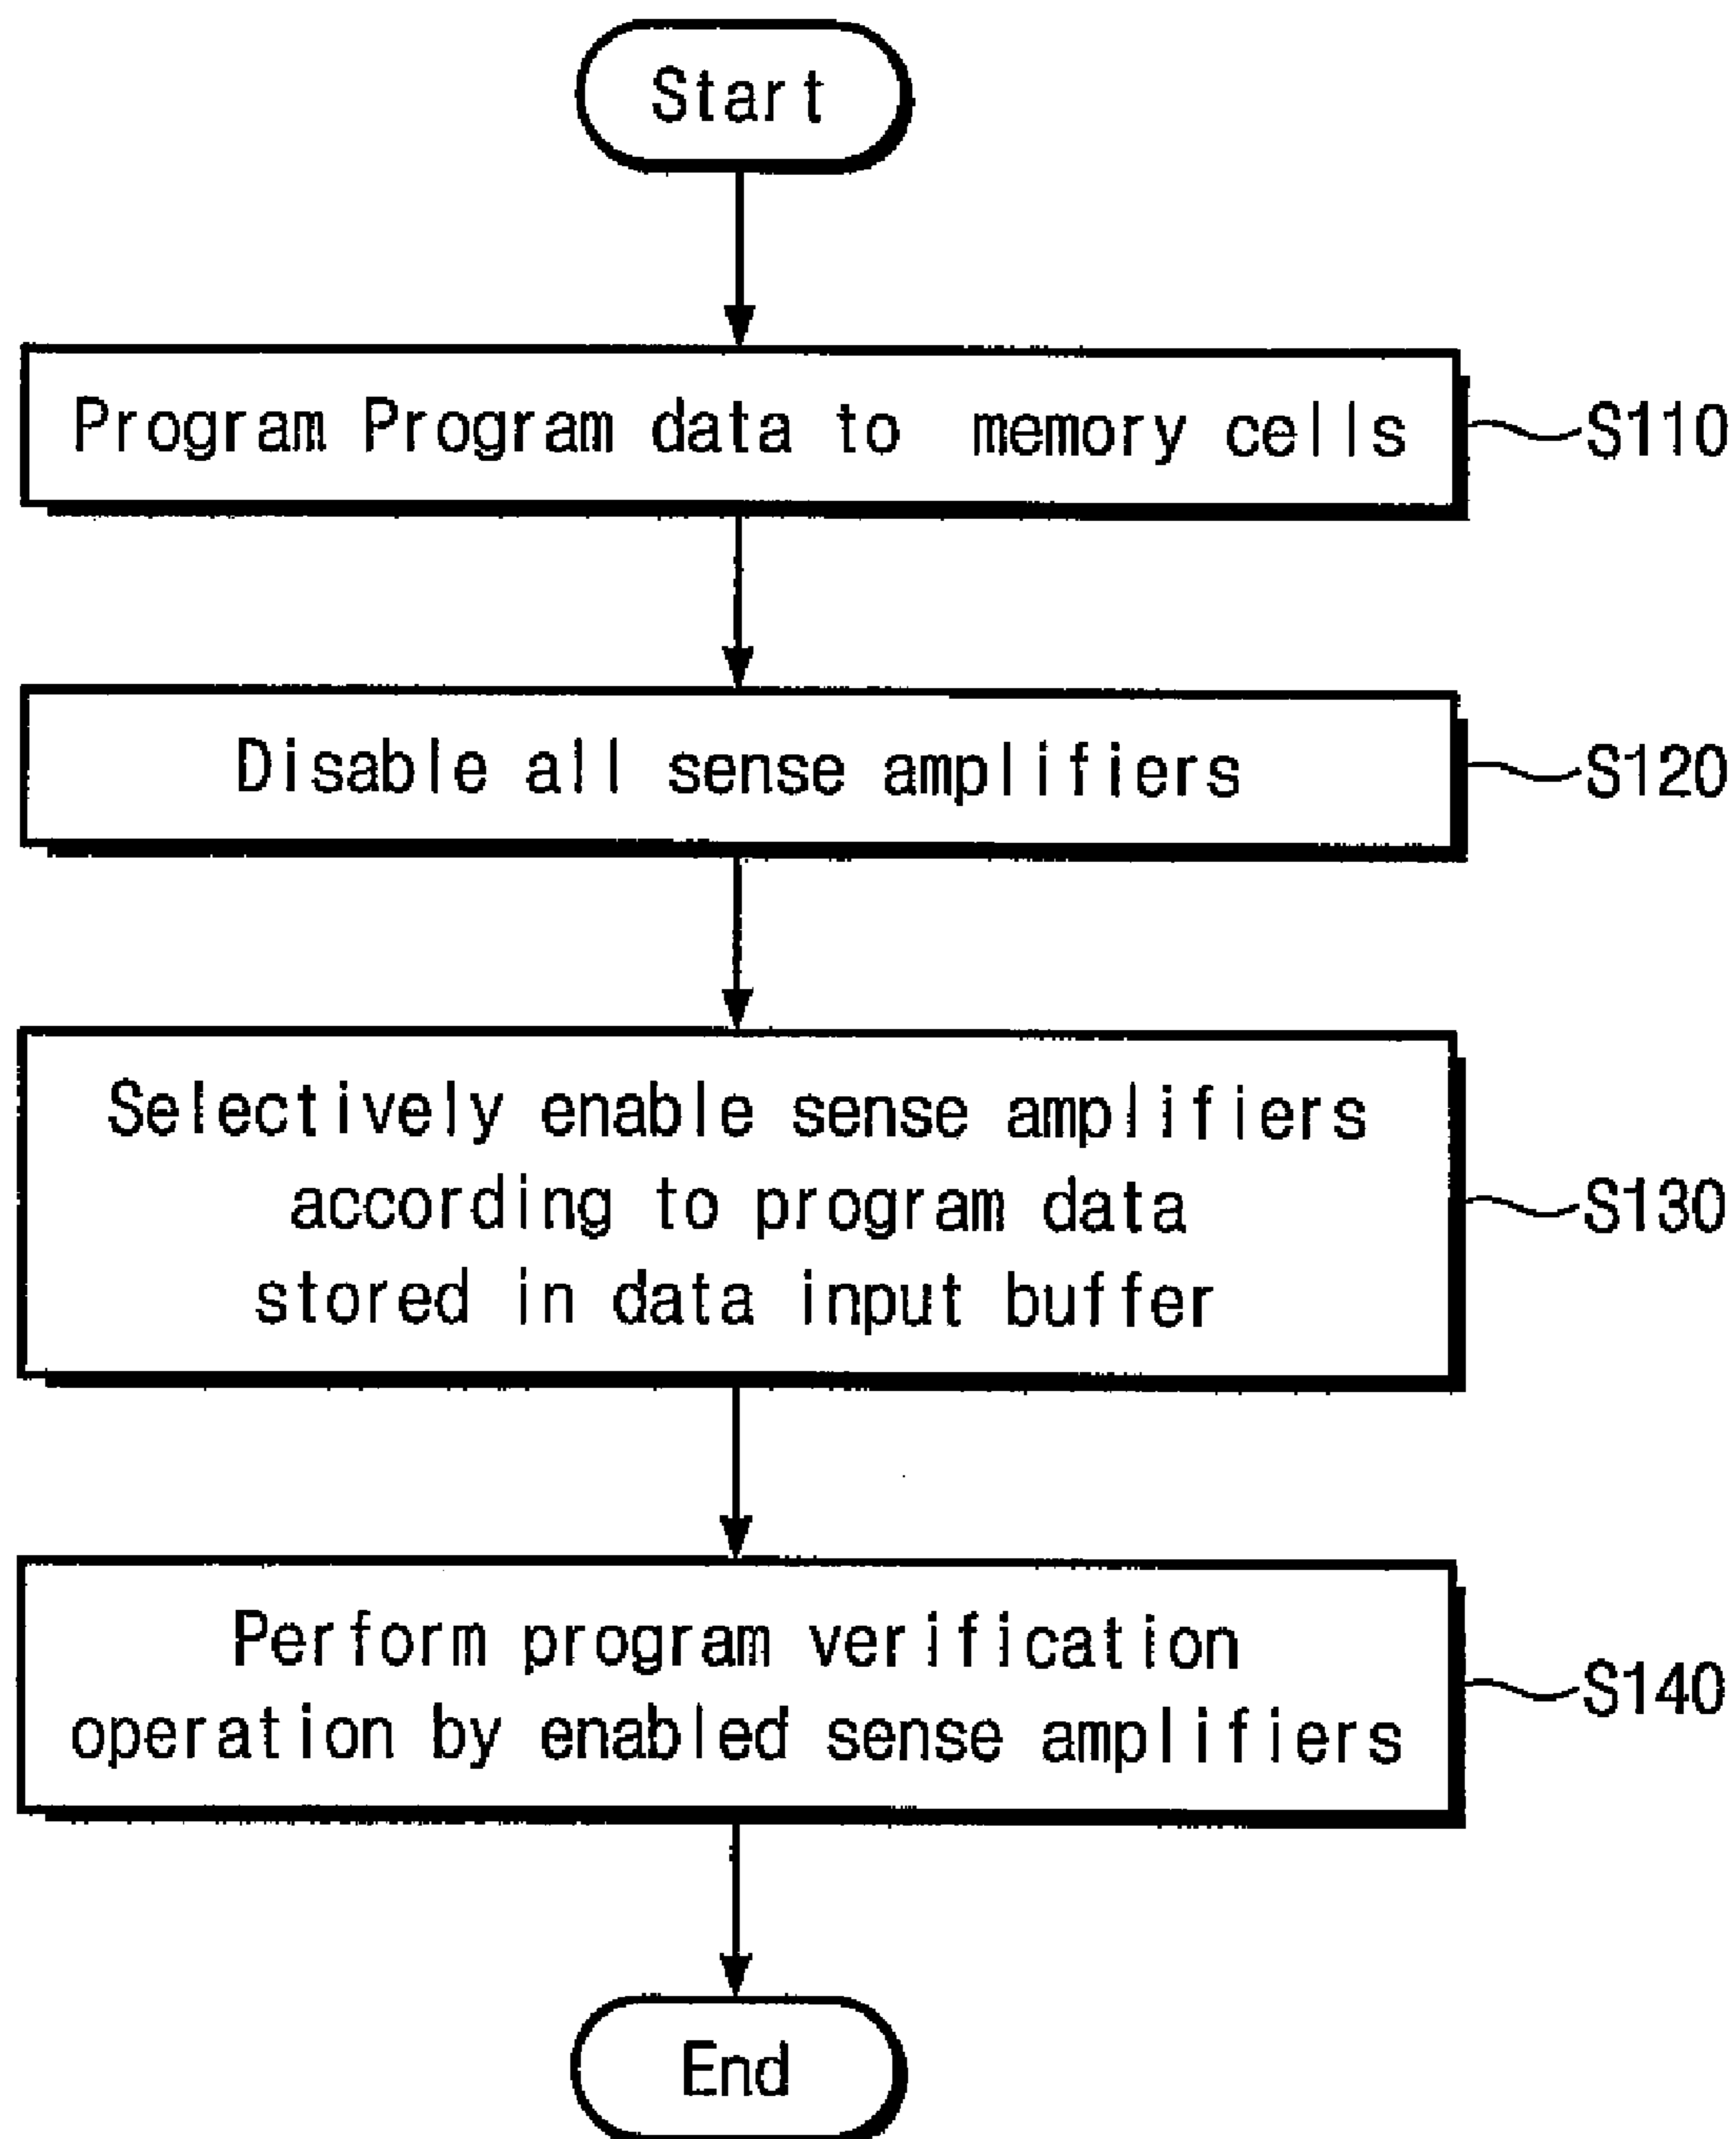 Start
Program Program data to memory cells
S110
Disable all sense amplifiers
S120
Selectively enable sense amplifiers
according to program data
stored in data input buffer
S130
Perform program verification
operation by enabled sense amplifiers
S140
End